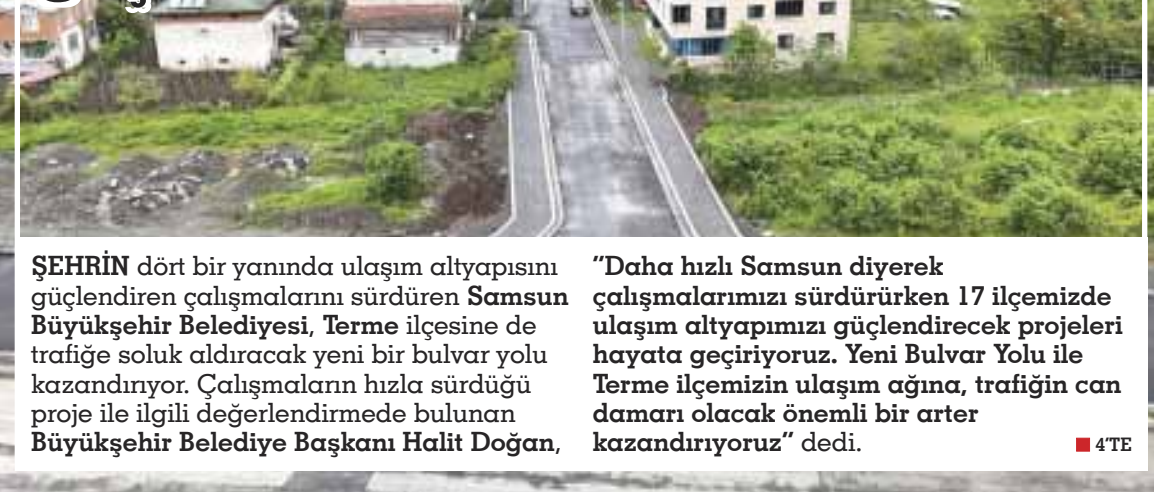 ŞEHRİN dört bir yanında ulaşım altyapısını
güçlendiren çalışmalarını sürdüren Samsun
Büyükşehir Belediyesi, Terme ilçesine de
trafiğe soluk aldıracak yeni bir bulvar yolu
kazandırıyor. Çalışmaların hızla sürdüğü
proje ile ilgili değerlendirmede bulunan
Büyükşehir Belediye Başkanı Halit Doğan,
"Daha hızlı Samsun diyerek
çalışmalarımızı sürdürürken 17 ilçemizde
ulaşım altyapımızı güçlendirecek projeleri
hayata geçiriyoruz. Yeni Bulvar Yolu ile
Terme ilçemizin ulaşım ağına, trafiğin can
damarı olacak önemli bir arter
kazandırıyoruz" dedi.
4'TE